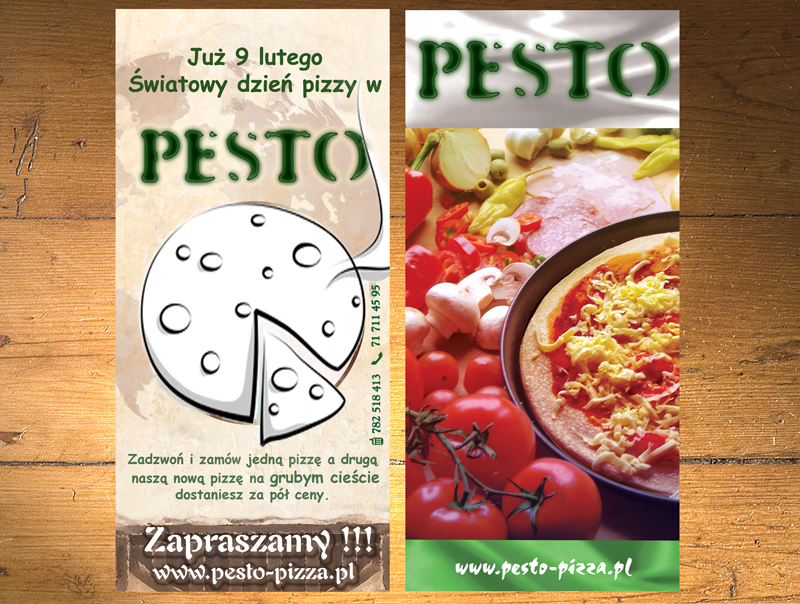 Już 9 lutego
Światowy dzień pizzy w
PESTO
71 711 45 95
782 518 413
Zadzwoń i zamów jedną pizzę a drugą
naszą nową pizzę na grubym cieście
dostaniesz za pół ceny.
Zapraszamy !!!
www.pesto-pizza.pl
PESTO
www.pesto-pizza.pl